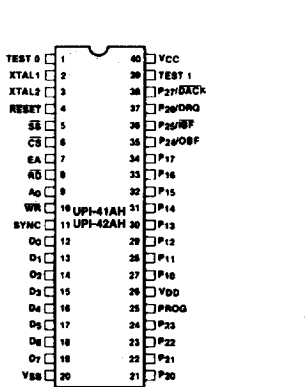 TEST 0 1 40 VCC
XTAL1 2 39 TEST 1
XTAL2 3 38 P27/DACK
RESET 4 37 P26/DRQ
SS 5 36 P25/IBF
CS 6 35 P24/OBF
EA 7 34 P17
RD 8 33 P16
A0 9 32 P15
WR 10 UPI-41AH 31 P14
SYNC 11 UPI-42AH 30 P13
D0 12 29 P12
D1 13 28 P11
D2 14 27 P10
D3 15 26 VDD
D4 16 25 PROG
D5 17 24 P23
D6 18 23 P22
D7 19 22 P21
VSS 20 21 P20